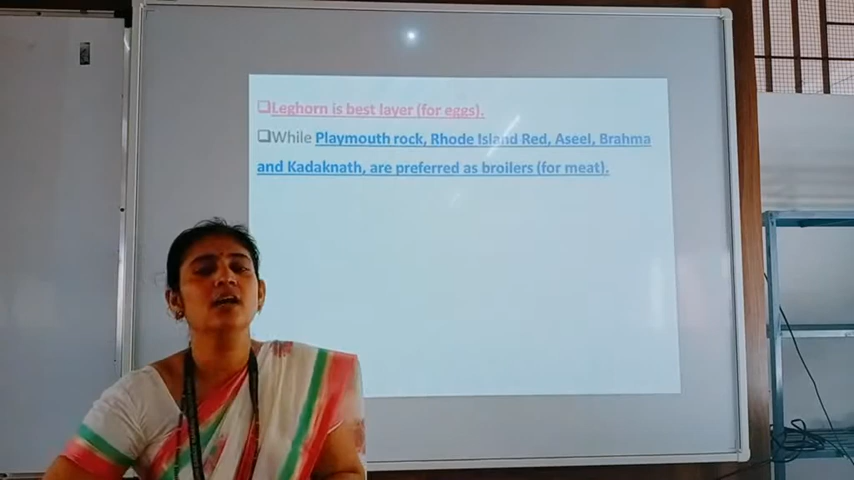 ❑Leghorn is best layer (for eggs).
❑While Playmouth rock, Rhode Island Red, Aseel, Brahma
and Kadaknath, are preferred as broilers (for meat).